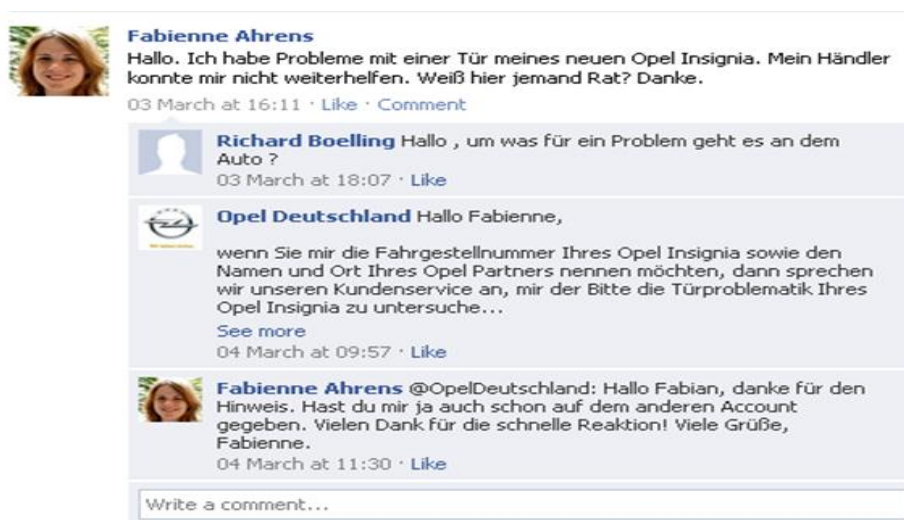 Fabienne Ahrens
Hallo. Ich habe Probleme mit einer Tür meines neuen Opel Insignia. Mein Händler
konnte mir nicht weiterhelfen. Weiß hier jemand Rat? Danke.
03 March at 16:11 · Like · Comment
Richard Boelling Hallo , um was für ein Problem geht es an dem
Auto ?
03 March at 18:07 · Like
Opel Deutschland Hallo Fabienne,
wenn Sie mir die Fahrgestellnummer Ihres Opel Insignia sowie den
Namen und Ort Ihres Opel Partners nennen möchten, dann sprechen
wir unseren Kundenservice an, mir der Bitte die Türproblematik Ihres
Opel Insignia zu untersuche...
See more
04 March at 09:57 · Like
Fabienne Ahrens @OpelDeutschland: Hallo Fabian, danke für den
Hinweis. Hast du mir ja auch schon auf dem anderen Account
gegeben. Vielen Dank für die schnelle Reaktion! Viele Grüße,
Fabienne.
04 March at 11:30 · Like
Write a comment...